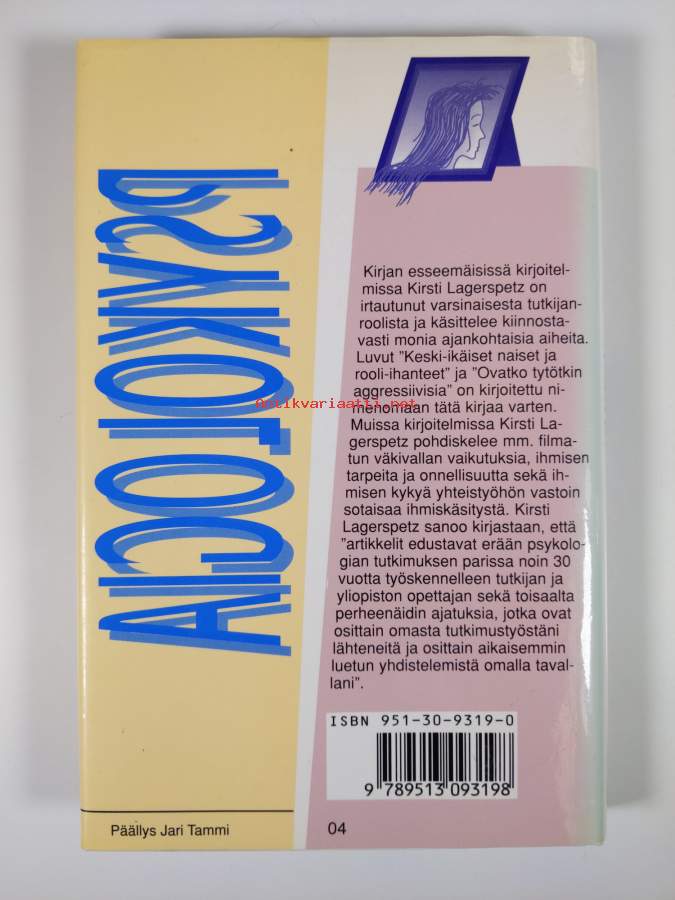 PSYKOLOGIA
Kirjan esseemäisissä kirjoitel-
missa Kirsti Lagerspetz on
irtautunut varsinaisesta tutkijan-
roolista ja käsittelee kiinnosta-
vasti monia ajankohtaisia aiheita.
Luvut ”Keski-ikäiset naiset ja
rooli-ihanteet” ja ”Ovatko tytötkin
aggressiivisia” on kirjoitettu ni-
menomaan tätä kirjaa varten.
Muissa kirjoitelmissa Kirsti La-
gerspetz pohdiskelee mm. filma-
tun väkivallan vaikutuksia, ihmisen
tarpeita ja onnellisuutta sekä ih-
misen kykyä yhteistyöhön vastoin
sotaisaa ihmiskäsitystä. Kirsti
Lagerspetz sanoo kirjastaan, että
”artikkelit edustavat erään psykolo-
gian tutkimuksen parissa noin 30
vuotta työskennelleen tutkijan ja
yliopiston opettajan sekä toisaalta
perheenäidin ajatuksia, jotka ovat
osittain omasta tutkimustyöstäni
lähteneitä ja osittain aikaisemmin
luetun yhdistelemistä omalla taval-
lani”.
Antikvariaatti.net
ISBN 951-30-9319-0
9 789513 093198
Päällys Jari Tammi
04